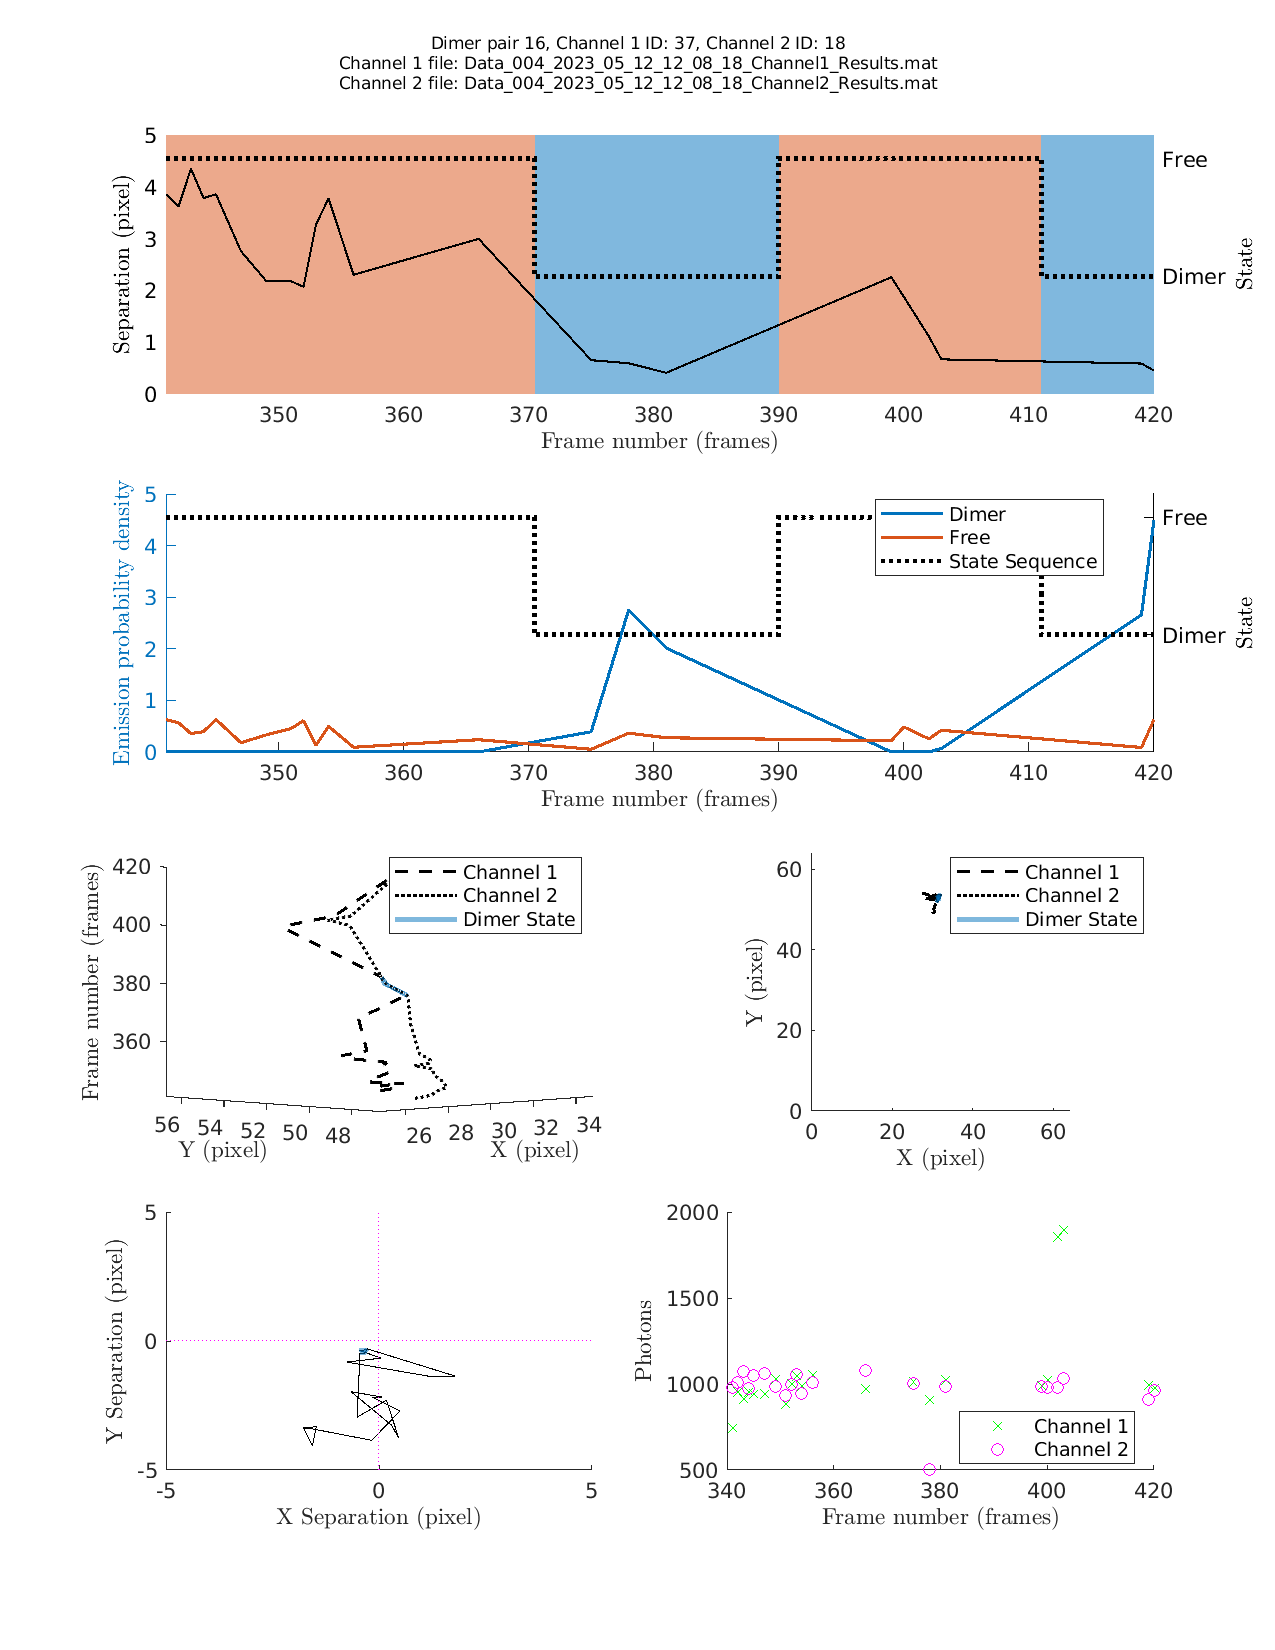 Dimer pair 16, Channel 1 ID: 37, Channel 2 ID: 18
Channel 1 file: Data_004_2023_05_12_12_08_18_Channel1_Results.mat
Channel 2 file: Data_004_2023_05_12_12_08_18_Channel2_Results.mat
5
4
3
2
1
0
Separation (pixel)
Free
Dimer
State
350 360 370 380 390 400 410 420
Frame number (frames)
5
4
3
2
1
0
Emission probability density
Dimer
Free
State Sequence
Free
Dimer
State
350 360 370 380 390 400 410 420
Frame number (frames)
420
400
380
360
Frame number (frames)
Channel 1
Channel 2
Dimer State
56 54 52 50 48 26 28 30 32 34
Y (pixel) X (pixel)
60
40
20
0
Y (pixel)
Channel 1
Channel 2
Dimer State
0 20 40 60
X (pixel)
5
0
-5
Y Separation (pixel)
-5 0 5
X Separation (pixel)
2000
1500
1000
500
Photons
Channel 1
Channel 2
340 360 380 400 420
Frame number (frames)